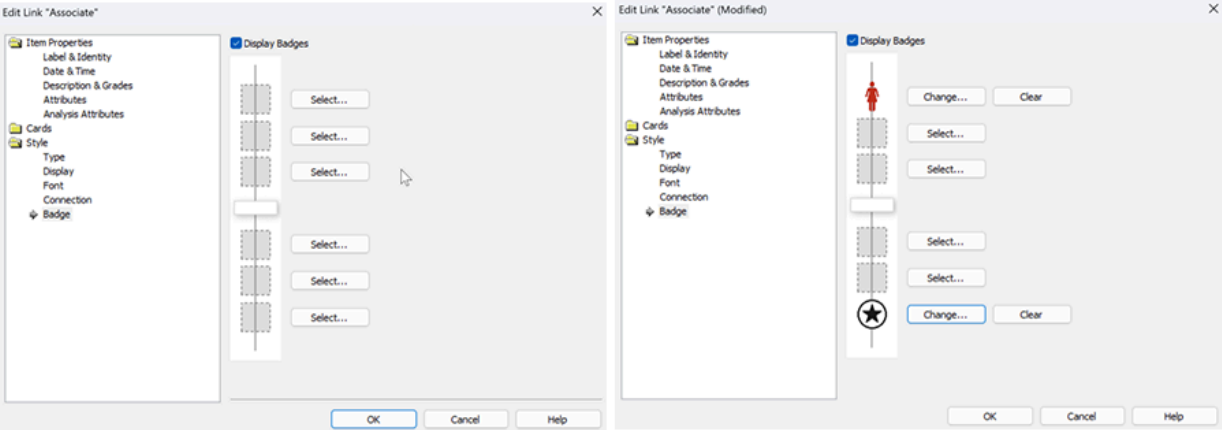 Edit Link "Associate"
Item Properties
Label & Identity
Date & Time
Description & Grades
Attributes
Analysis Attributes
Cards
Style
Type
Display
Font
Connection
Badge
Display Badges
Select...
Select...
Select...
Select...
Select...
Select...
OK Cancel Help
Edit Link "Associate" (Modified)
Item Properties
Label & Identity
Date & Time
Description & Grades
Attributes
Analysis Attributes
Cards
Style
Type
Display
Font
Connection
Badge
Display Badges
Change... Clear
Select...
Select...
Select...
Select...
Change... Clear
OK Cancel Help